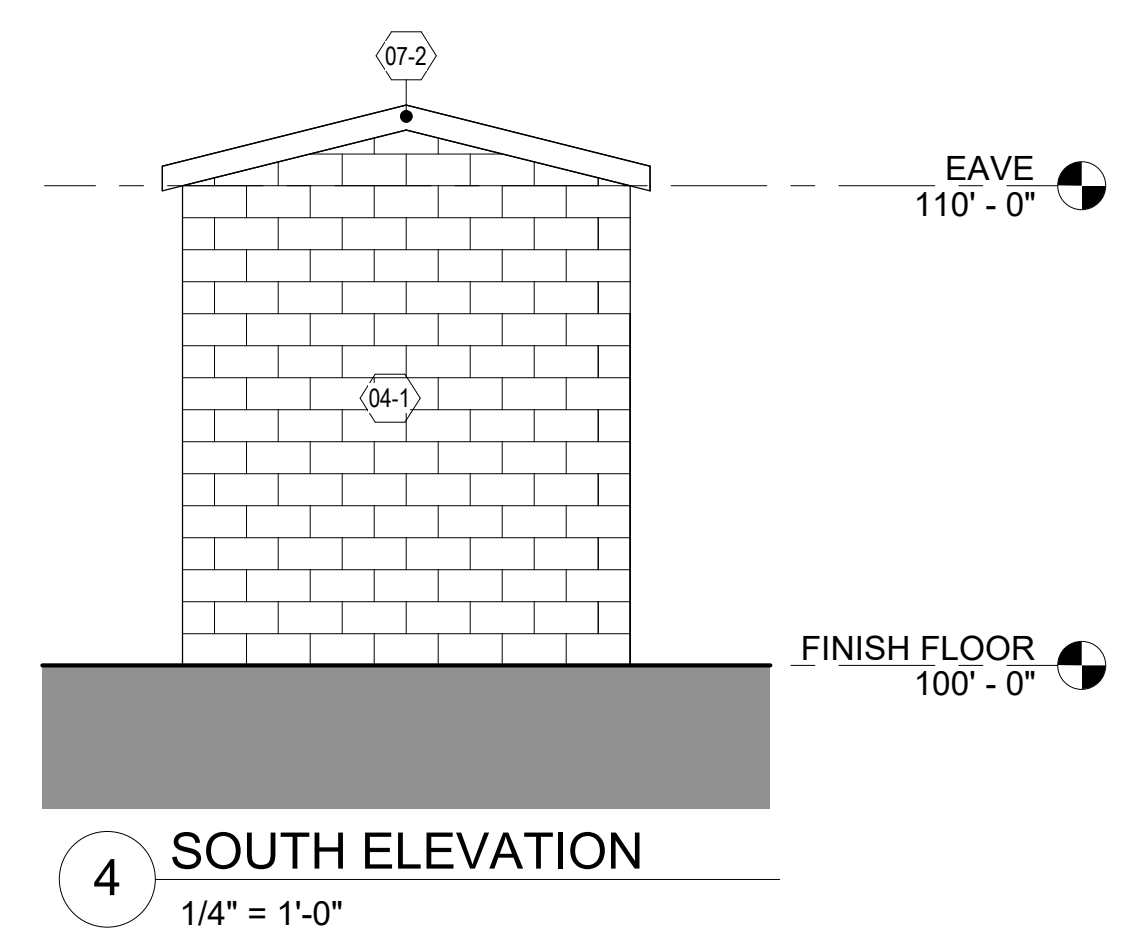 07-2
EAVE
110' - 0"
04-1
FINISH FLOOR
100' - 0"
4
SOUTH ELEVATION
1/4" = 1'-0"